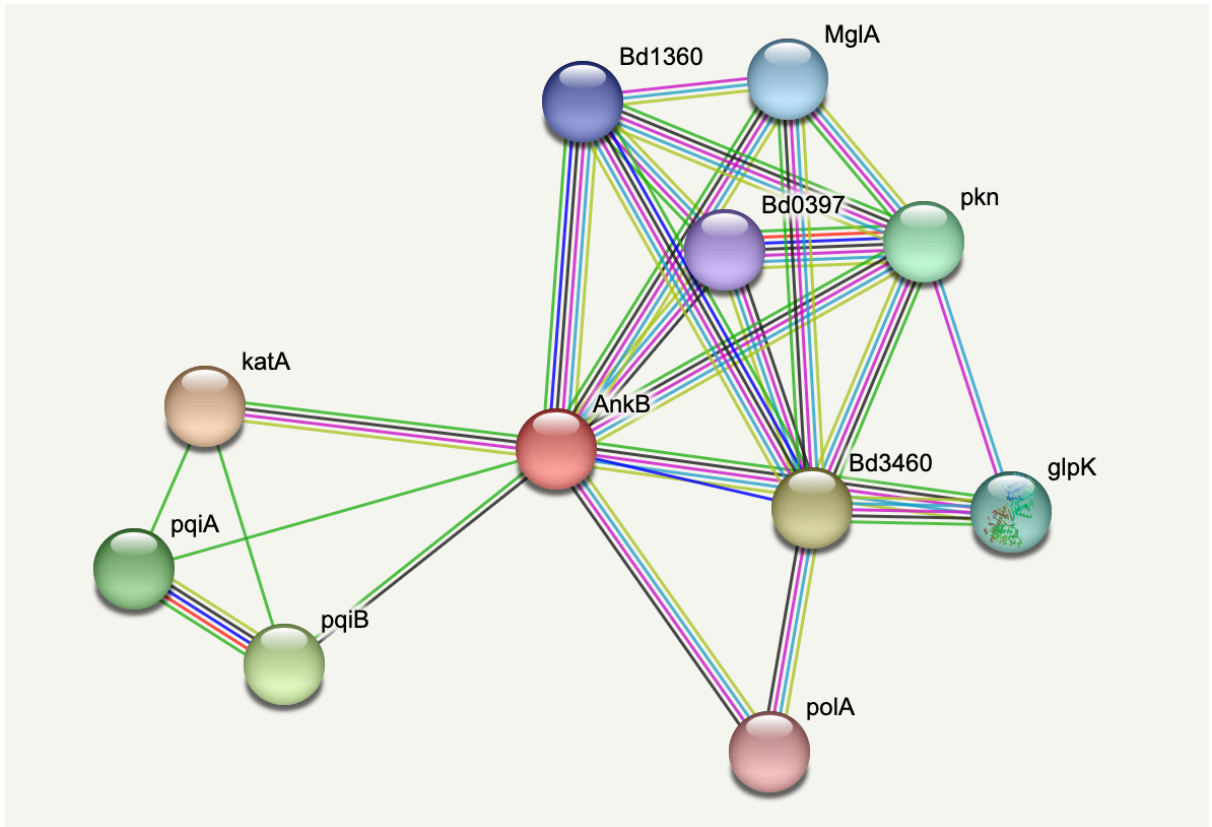 MglA
Bd1360
pkn
Bd0397
katA
AnkB
Bd3460
glpK
pqiA
pqiB
polA